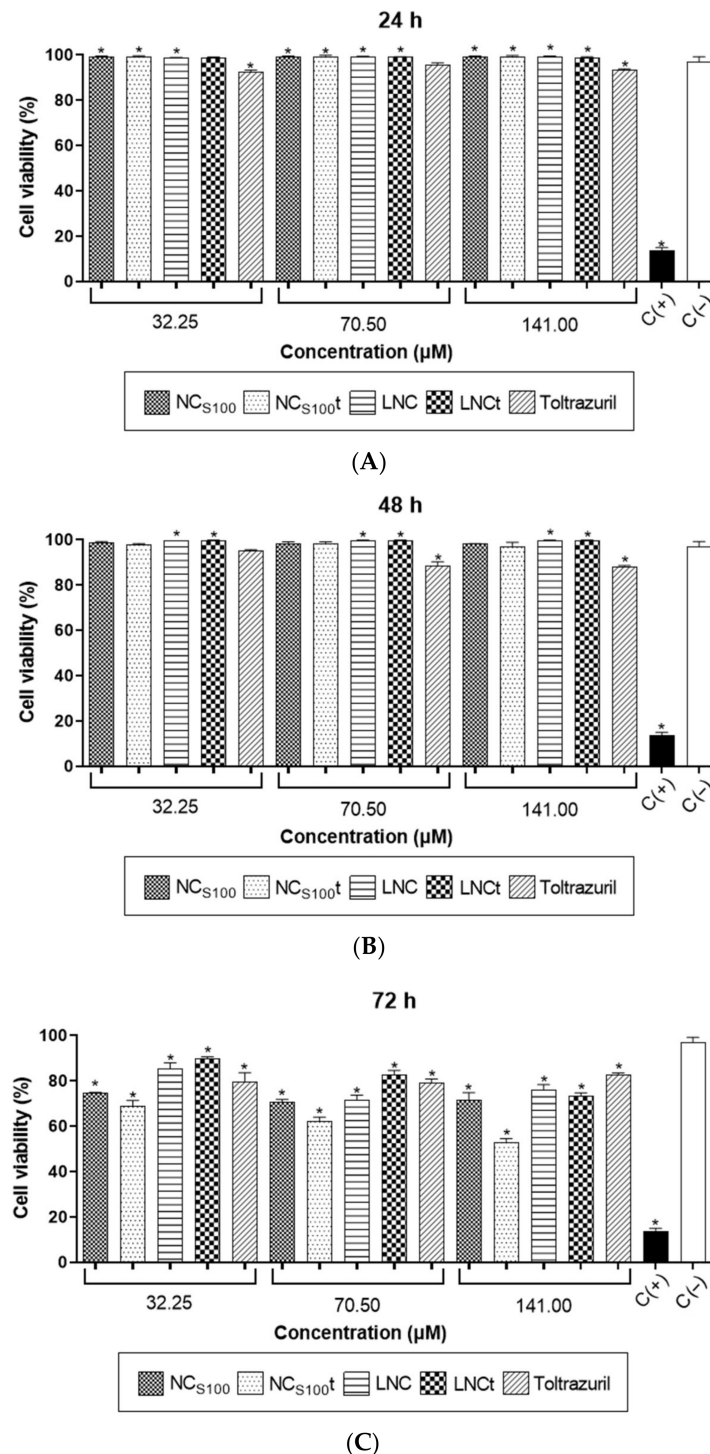 24 h
Cell viability (%)
100
80
60
40
20
0
* * * * * * * * * * * * * *
32.25 70.50 141.00 C(+) C(−)
Concentration (µM)
NCS100 NCS100t LNC LNCt Toltrazuril
(A)
48 h
Cell viability (%)
100
80
60
40
20
0
* * * * * * * * *
32.25 70.50 141.00 C(+) C(−)
Concentration (µM)
NCS100 NCS100t LNC LNCt Toltrazuril
(B)
72 h
Cell viability (%)
100
80
60
40
20
0
* * * * * * * * * * * * * * * *
32.25 70.50 141.00 C(+) C(−)
Concentration (µM)
NCS100 NCS100t LNC LNCt Toltrazuril
(C)